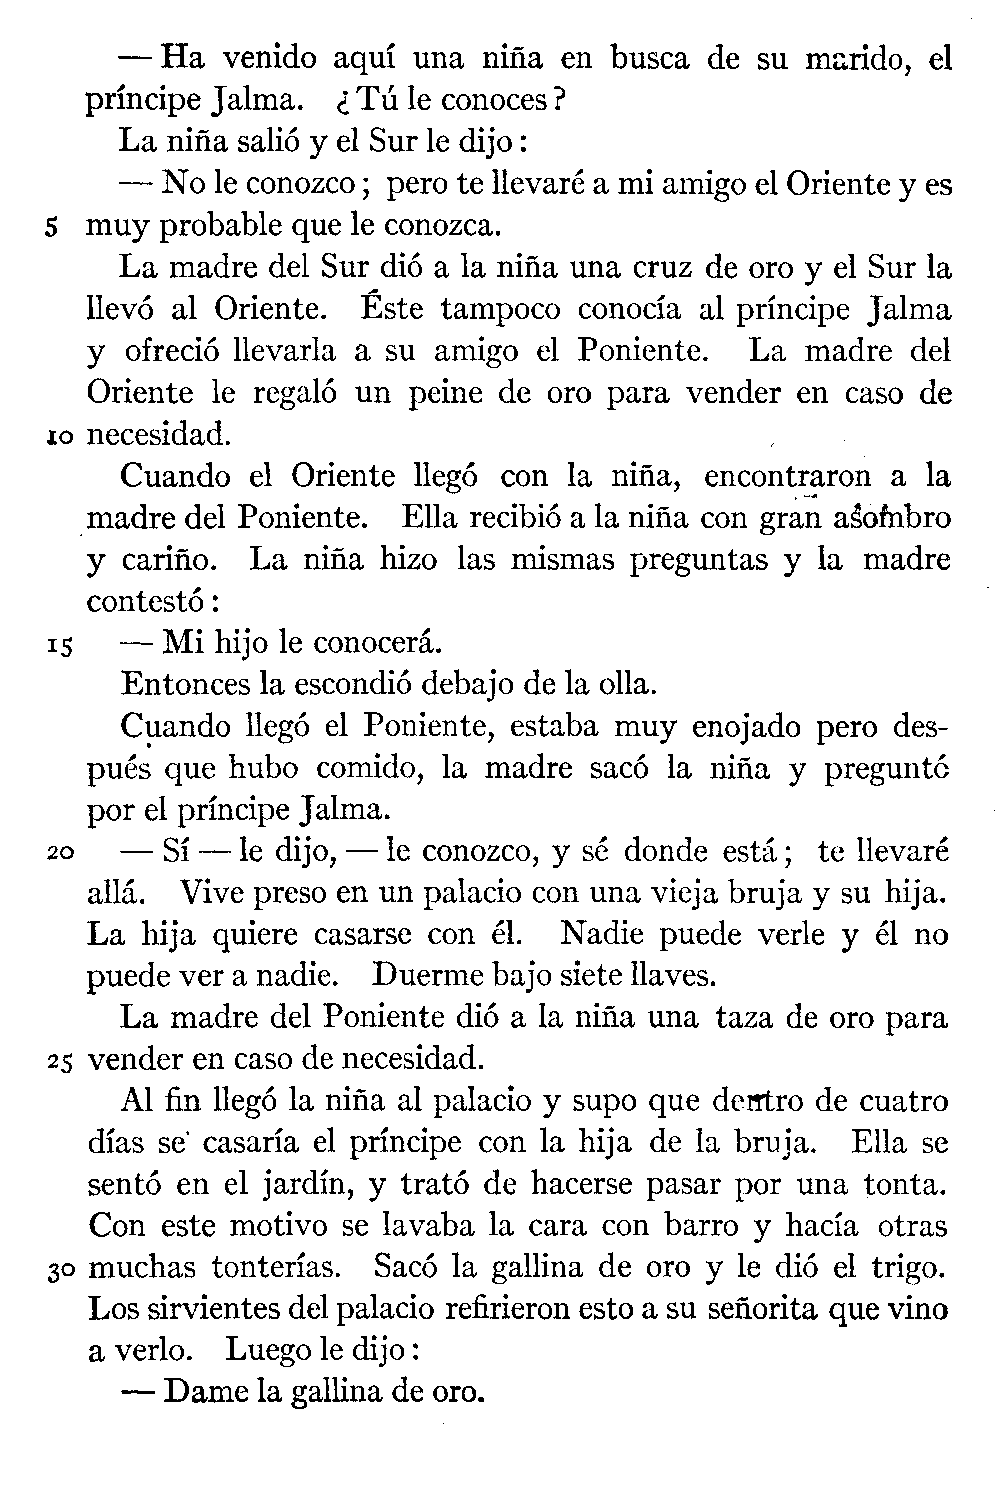 — Ha venido aquí una niña en busca de su marido, el
príncipe Jalma. ¿Tú le conoces?
La niña salió y el Sur le dijo:
— No le conozco; pero te llevaré a mi amigo el Oriente y es
5 muy probable que le conozca.
La madre del Sur dió a la niña una cruz de oro y el Sur la
llevó al Oriente. Éste tampoco conocía al príncipe Jalma
y ofreció llevarla a su amigo el Poniente. La madre del
Oriente le regaló un peine de oro para vender en caso de
10 necesidad.
Cuando el Oriente llegó con la niña, encontraron a la
madre del Poniente. Ella recibió a la niña con gran asombro
y cariño. La niña hizo las mismas preguntas y la madre
contestó:
15 — Mi hijo le conocerá.
Entonces la escondió debajo de la olla.
Cuando llegó el Poniente, estaba muy enojado pero des-
pués que hubo comido, la madre sacó la niña y preguntó
por el príncipe Jalma.
20 — Sí — le dijo, — le conozco, y sé donde está; te llevaré
allá. Vive preso en un palacio con una vieja bruja y su hija.
La hija quiere casarse con él. Nadie puede verle y él no
puede ver a nadie. Duerme bajo siete llaves.
La madre del Poniente dió a la niña una taza de oro para
25 vender en caso de necesidad.
Al fin llegó la niña al palacio y supo que dentro de cuatro
días se casaría el príncipe con la hija de la bruja. Ella se
sentó en el jardín, y trató de hacerse pasar por una tonta.
Con este motivo se lavaba la cara con barro y hacía otras
30 muchas tonterías. Sacó la gallina de oro y le dió el trigo.
Los sirvientes del palacio refirieron esto a su señorita que vino
a verlo. Luego le dijo:
— Dame la gallina de oro.